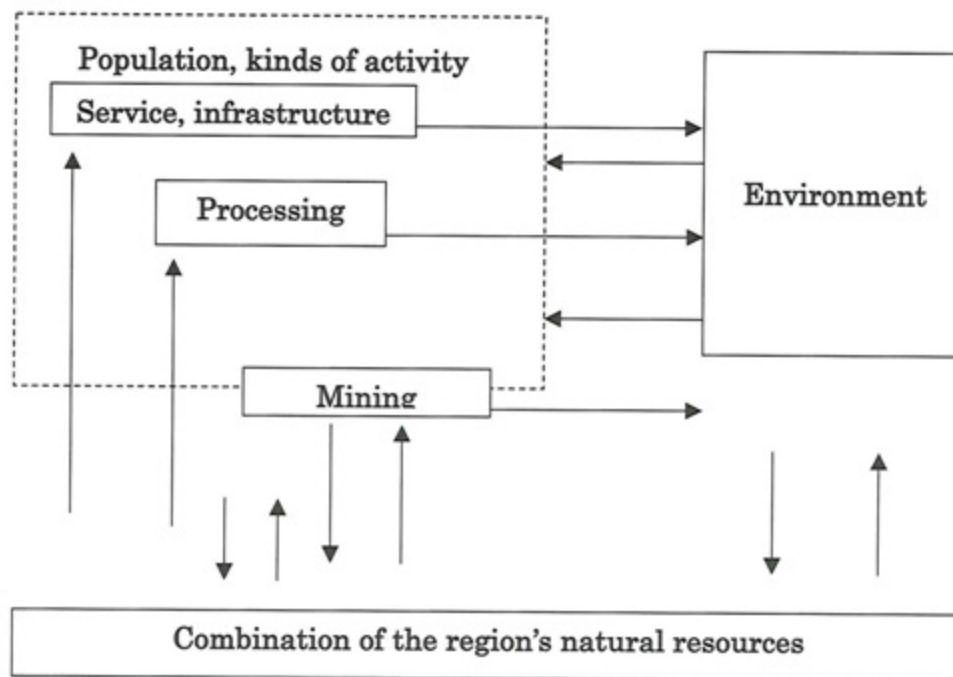 Population, kinds of activity
Service, infrastructure
Processing
Environment
Mining
Combination of the region's natural resources